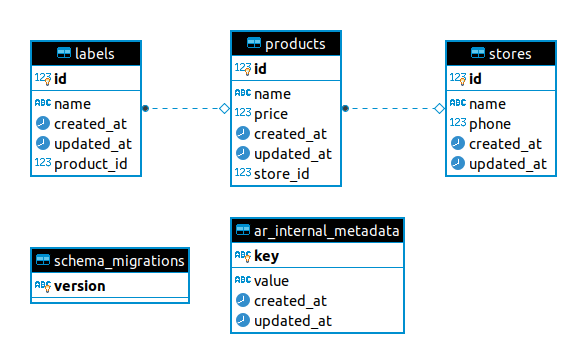 labels
123 id
ABC name
created_at
updated_at
123 product_id
products
123 id
ABC name
123 price
created_at
updated_at
123 store_id
stores
123 id
ABC name
123 phone
created_at
updated_at
schema_migrations
ABC version
ar_internal_metadata
ABC key
ABC value
created_at
updated_at